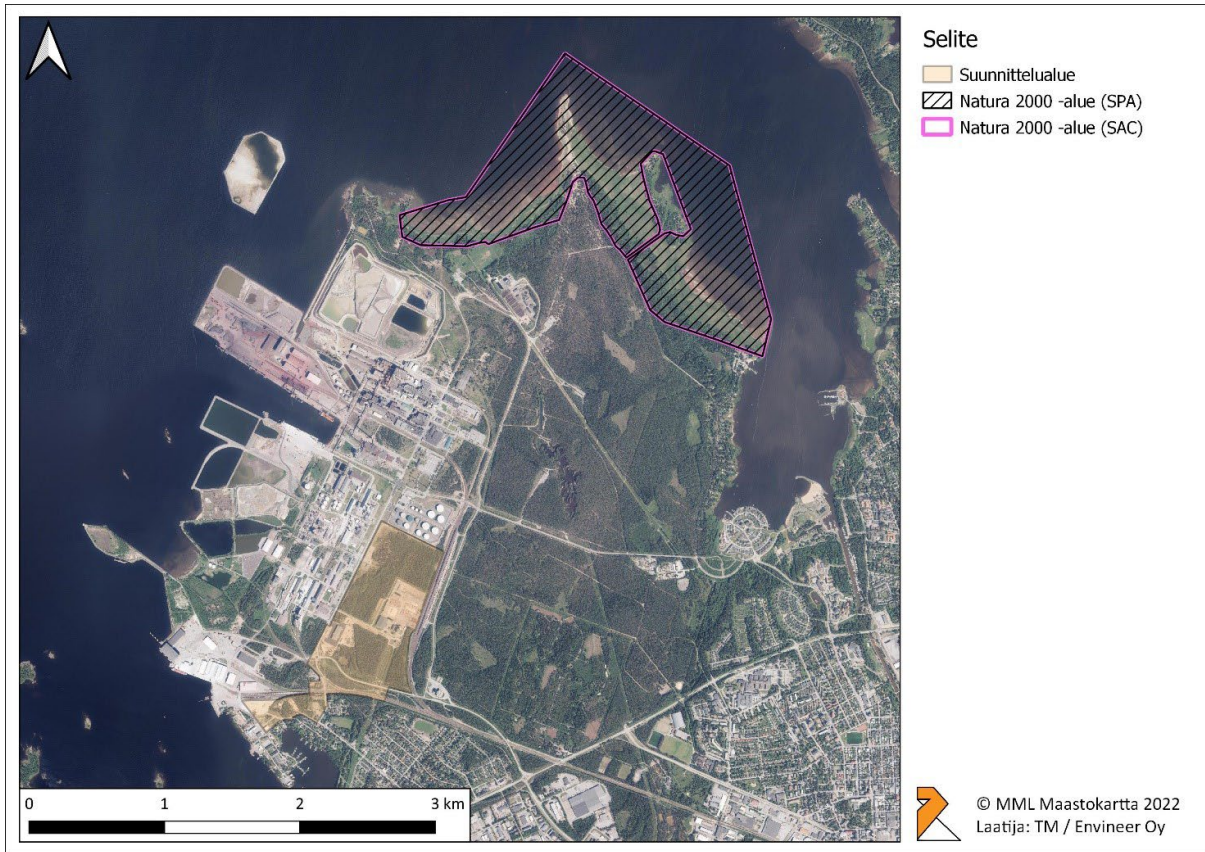 Selite
Suunnittelualue
Natura 2000 -alue (SPA)
Natura 2000 -alue (SAC)
0 1 2 3 km
© MML Maastokartta 2022
Laatija: TM / Envineer Oy